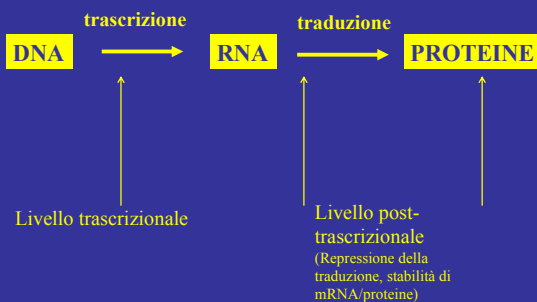 trascrizione
traduzione
DNA
RNA
PROTEINE
Livello trascrizionale
Livello post-
trascrizionale
(Repressione della
traduzione, stabilità di
mRNA/proteine)